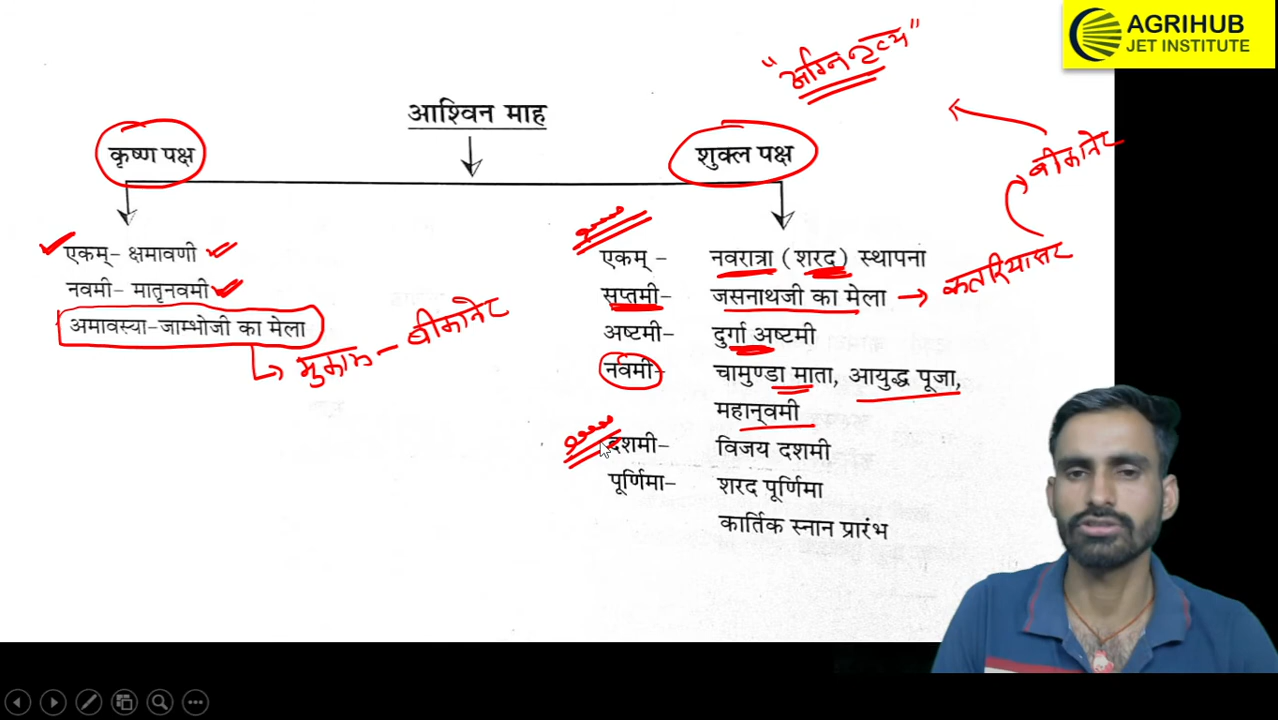 AGRIHUB
JET INSTITUTE
"अग्नि नृत्य"
आश्विन माह
कृष्ण पक्ष
शुक्ल पक्ष
बीकानेर
एकम्- क्षमावणी
नवमी- मातृनवमी
अमावस्या-जाम्भोजी का मेला
मुकाम - बीकानेर
एकम् - नवरात्रा (शरद) स्थापना
सप्तमी- जसनाथजी का मेला → कतरियासर
अष्टमी- दुर्गा अष्टमी
नवमी- चामुण्डा माता, आयुद्ध पूजा,
महानवमी
दशमी- विजय दशमी
पूर्णिमा- शरद पूर्णिमा
कार्तिक स्नान प्रारंभ